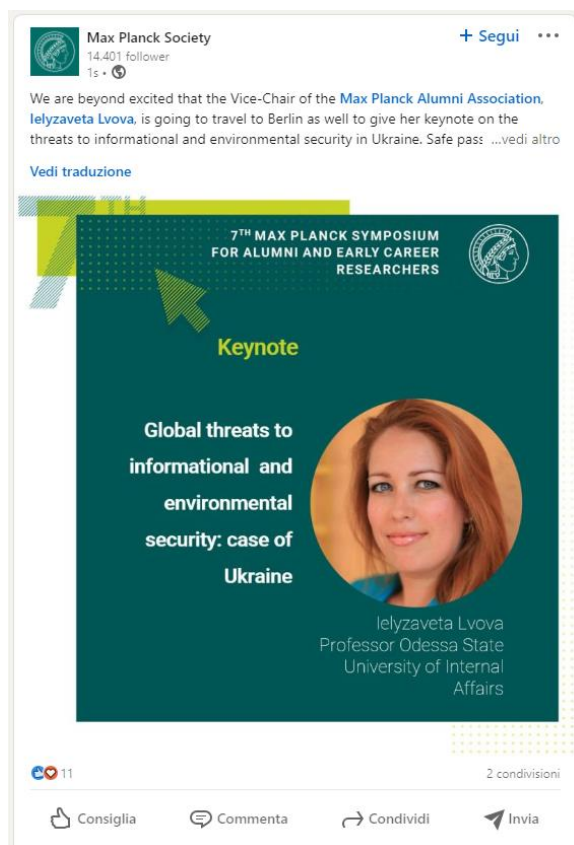 Max Planck Society
+ Segui
14.401 follower
1s
We are beyond excited that the Vice-Chair of the Max Planck Alumni Association,
Ielyzaveta Lvova, is going to travel to Berlin as well to give her keynote on the
threats to informational and environmental security in Ukraine. Safe pass ...vedi altro
Vedi traduzione
7TH
7TH MAX PLANCK SYMPOSIUM
FOR ALUMNI AND EARLY CAREER
RESEARCHERS
Keynote
Global threats to
informational and
environmental
security: case of
Ukraine
Ielyzaveta Lvova
Professor Odessa State
University of Internal
Affairs
11
2 condivisioni
Consiglia
Commenta
Condividi
Invia